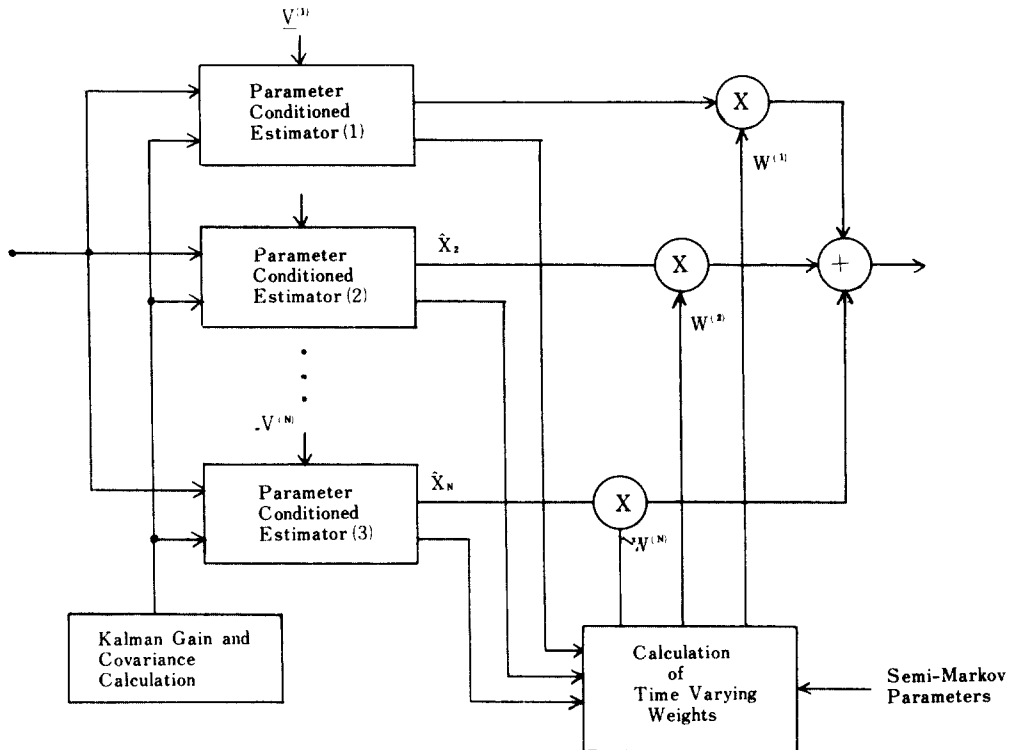 V⁽¹⁾
Parameter
Conditioned
Estimator(1)
X
W⁽¹⁾
Parameter
Conditioned
Estimator(2)
X̂₂
X
+
W⁽²⁾
-V⁽ᴺ⁾
Parameter
Conditioned
Estimator(3)
X̂ɴ
X
W⁽ᴺ⁾
Kalman Gain and
Covariance
Calculation
Calculation
of
Time Varying
Weights
Semi-Markov
Parameters